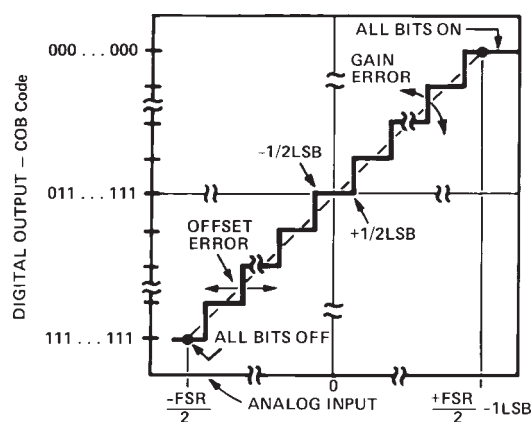 ALL BITS ON
000 ... 000
GAIN
ERROR
-1/2LSB
011 ... 111
+1/2LSB
OFFSET
ERROR
DIGITAL OUTPUT – COB Code
111 ... 111
ALL BITS OFF
0
-FSR
2
ANALOG INPUT
+FSR
2
-1LSB